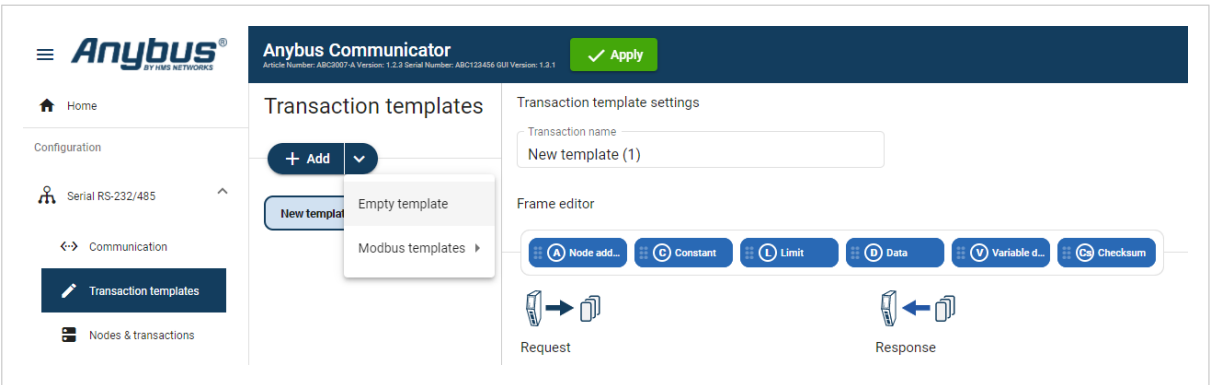 Anybus®
BY HMS NETWORKS
Anybus Communicator
Article Number: ABC3007-A Version: 1.2.3 Serial Number: ABC123456 GUI Version: 1.3.1
Apply
Home
Configuration
Serial RS-232/485
Communication
Transaction templates
Nodes & transactions
Transaction templates
+ Add
New templat
Empty template
Modbus templates
Transaction template settings
Transaction name
New template (1)
Frame editor
A Node add...
C Constant
L Limit
D Data
V Variable d...
Cs Checksum
Request
Response